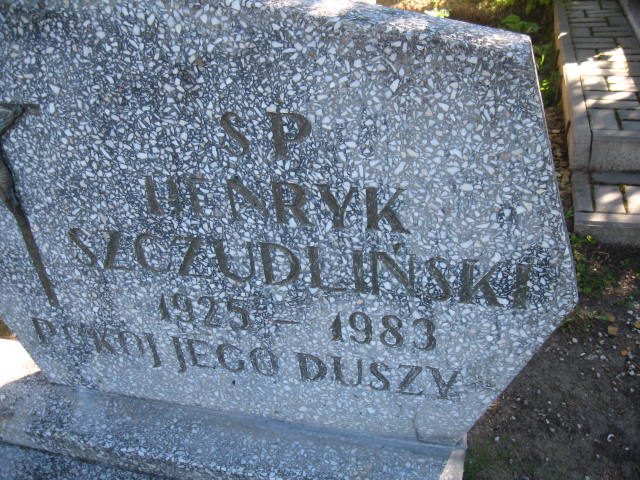 SP
HENRYK
SZCZUDLIŃSKI
1925 – 1983
POKÓJ JEGO DUSZY